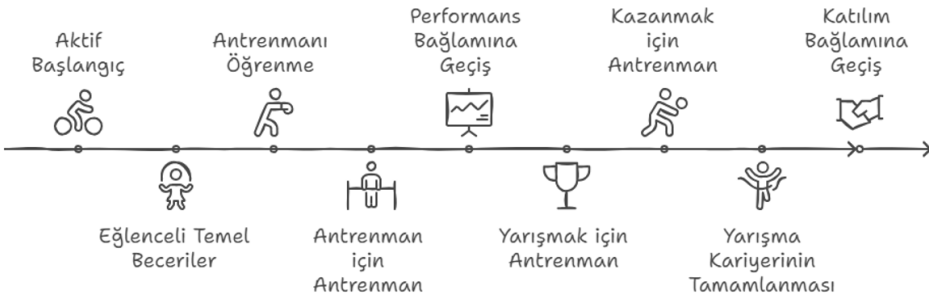 Aktif
Başlangıç
Eğlenceli Temel
Beceriler
Antrenmanı
Öğrenme
Antrenman
için
Antrenman
Performans
Bağlamına
Geçiş
Yarışmak için
Antrenman
Kazanmak
için
Antrenman
Yarışma
Kariyerinin
Tamamlanması
Katılım
Bağlamına
Geçiş